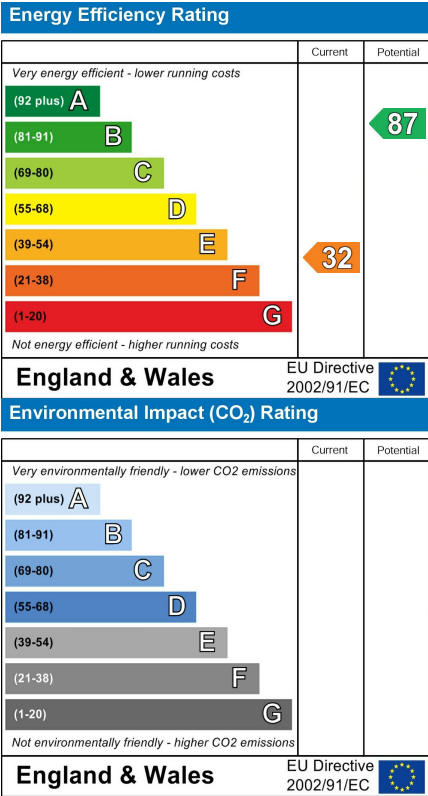 Energy Efficiency Rating
Current Potential
Very energy efficient - lower running costs
(92 plus) A
(81-91) B
87
(69-80) C
(55-68) D
(39-54) E
32
(21-38) F
(1-20) G
Not energy efficient - higher running costs
England & Wales
EU Directive
2002/91/EC
Environmental Impact (CO₂) Rating
Current Potential
Very environmentally friendly - lower CO2 emissions
(92 plus) A
(81-91) B
(69-80) C
(55-68) D
(39-54) E
(21-38) F
(1-20) G
Not environmentally friendly - higher CO2 emissions
England & Wales
EU Directive
2002/91/EC